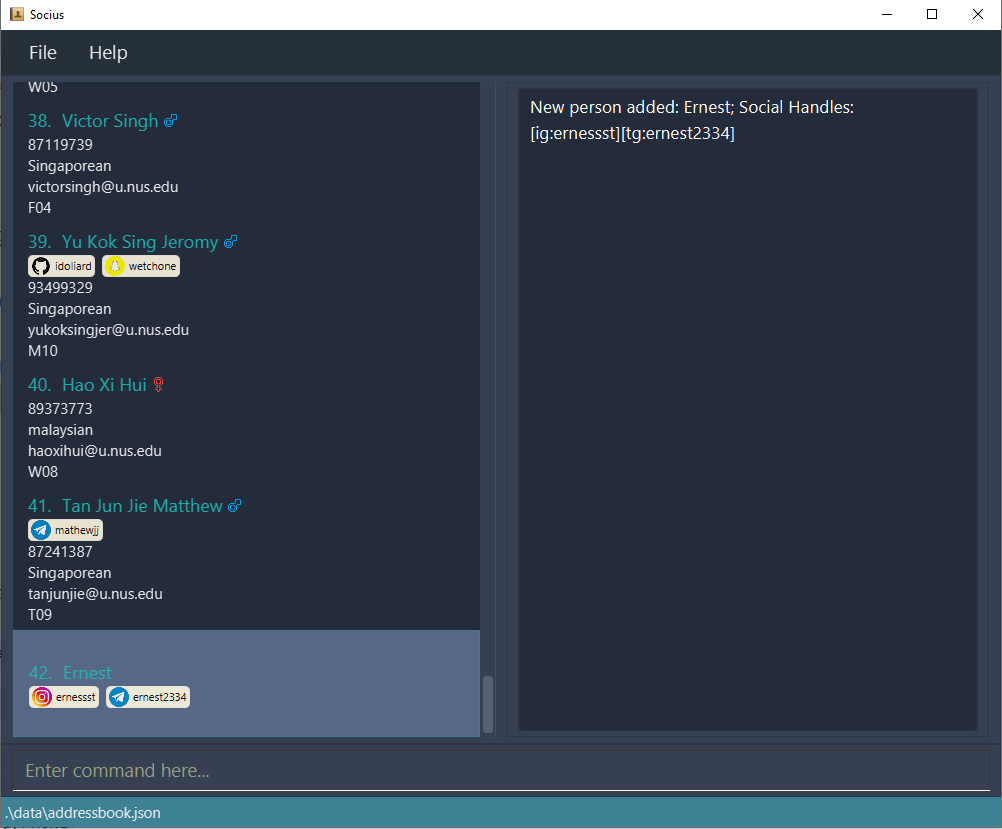 Socius
File Help
W05
38. Victor Singh
87119739
Singaporean
victorsingh@u.nus.edu
F04
39. Yu Kok Sing Jeromy
idoliard wetchone
93499329
Singaporean
yukoksingjer@u.nus.edu
M10
40. Hao Xi Hui
89373773
malaysian
haoxihui@u.nus.edu
W08
41. Tan Jun Jie Matthew
mathewjj
87241387
Singaporean
tanjunjie@u.nus.edu
T09
42. Ernest
ernessst ernest2334
New person added: Ernest; Social Handles:
[ig:ernessst][tg:ernest2334]
Enter command here...
.\data\addressbook.json